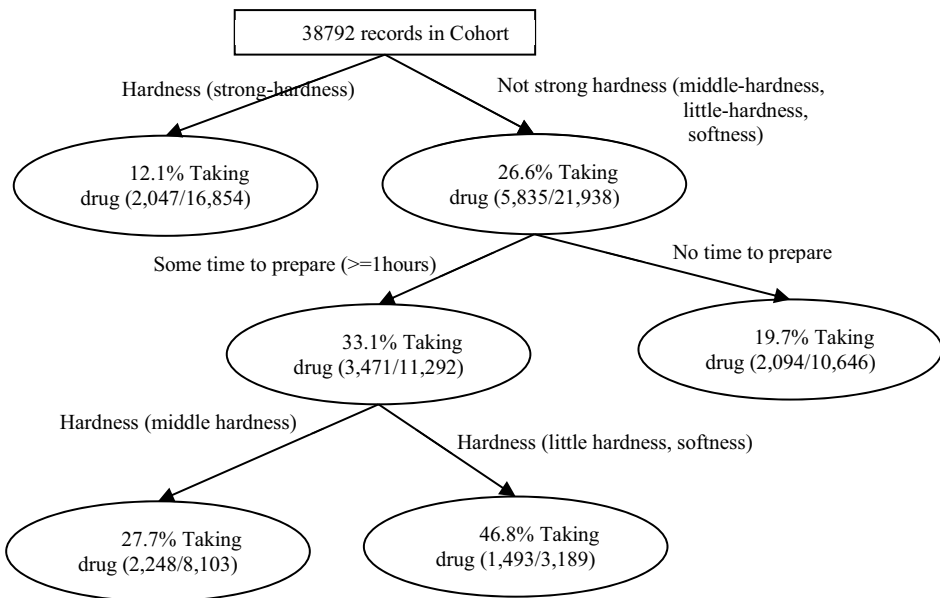 38792 records in Cohort
Hardness (strong-hardness)
Not strong hardness (middle-hardness,
little-hardness,
softness)
12.1% Taking
drug (2,047/16,854)
26.6% Taking
drug (5,835/21,938)
Some time to prepare (>=1hours)
No time to prepare
33.1% Taking
drug (3,471/11,292)
19.7% Taking
drug (2,094/10,646)
Hardness (middle hardness)
Hardness (little hardness, softness)
27.7% Taking
drug (2,248/8,103)
46.8% Taking
drug (1,493/3,189)